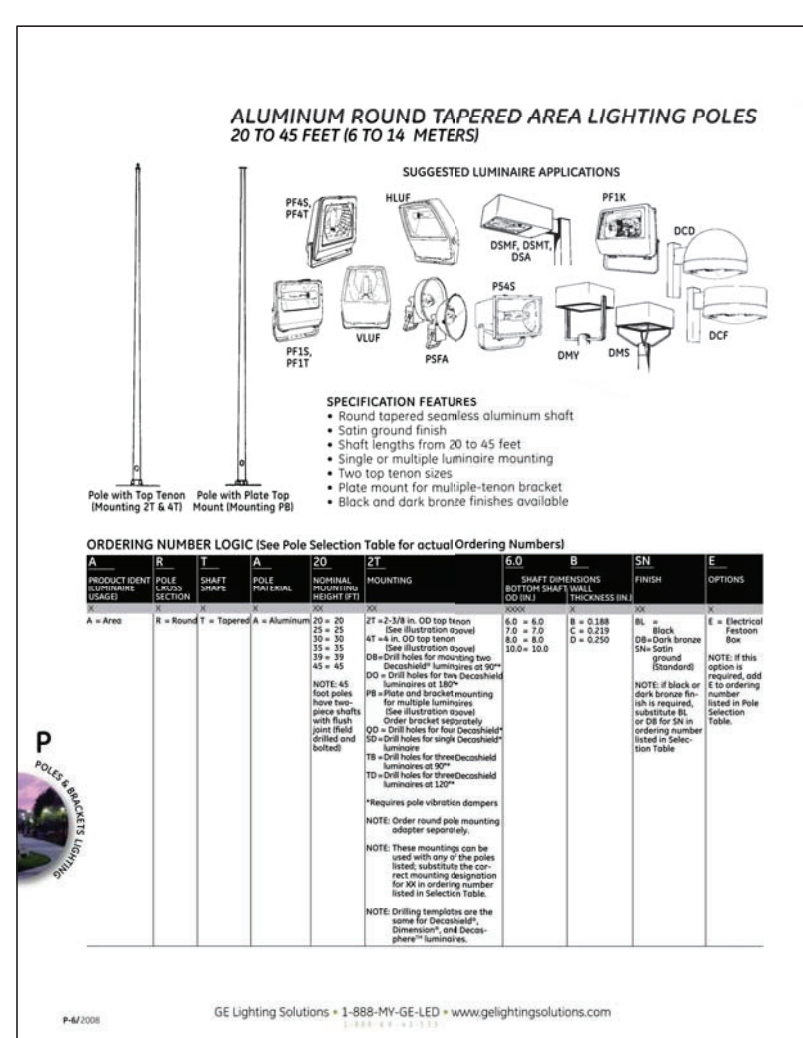 ALUMINUM ROUND TAPERED AREA LIGHTING POLES
20 TO 45 FEET (6 TO 14 METERS)
SUGGESTED LUMINAIRE APPLICATIONS
PF4S,
PF4T
HLUF
DSMF, DSMT,
DSA
PF1K
DCD
PF1S,
PF1T
VLUF
PSFA
P54S
DMY
DMS
DCF
Pole with Top Tenon
(Mounting 2T & 4T)
Pole with Plate Top
Mount (Mounting PB)
SPECIFICATION FEATURES
• Round tapered seamless aluminum shaft
• Satin ground finish
• Shaft lengths from 20 to 45 feet
• Single or multiple luminaire mounting
• Two top tenon sizes
• Plate mount for multiple-tenon bracket
• Black and dark bronze finishes available
ORDERING NUMBER LOGIC (See Pole Selection Table for actual Ordering Numbers)
A
PRODUCT IDENT
(LUMINAIRE
USAGE)
X
A = Area
R
POLE
CROSS
SECTION
X
R = Round
T
SHAFT
SHAPE
X
T = Tapered
A
POLE
MATERIAL
X
A = Aluminum
20
NOMINAL
MOUNTING
HEIGHT (FT)
XX
20 = 20
25 = 25
30 = 30
35 = 35
39 = 39
45 = 45
NOTE: 45
foot poles
have two-
piece shafts
with flush
joint (field
drilled and
bolted)
2T
MOUNTING
XX
2T =2-3/8 in. OD top tenon
(See illustration above)
4T =4 in. OD top tenon
(See illustration above)
DB=Drill holes for mounting two
Decashield® luminaires at 90°*
DO = Drill holes for two Decashield
luminaires at 180°*
PB =Plate and bracket mounting
for multiple luminaires
(See illustration above)
Order bracket separately
QD = Drill holes for four Decashield*
SD=Drill holes for single Decashield*
luminaire
TB = Drill holes for three Decashield
luminaires at 90°*
TD =Drill holes for three Decashield
luminaires at 120°*
*Requires pole vibration dampers
NOTE: Order round pole mounting
adapter separately.
NOTE: These mountings can be
used with any of the poles
listed; substitute the cor-
rect mounting designation
for XX in ordering number
listed in Selection Table.
NOTE: Drilling templates are the
same for Decashield®,
Dimension®, and Decas-
phere™ luminaires.
SHAFT DIMENSIONS
6.0
BOTTOM SHAFT
OD (IN.)
XXXX
6.0 = 6.0
7.0 = 7.0
8.0 = 8.0
10.0= 10.0
B
WALL
THICKNESS (IN.)
X
B = 0.188
C = 0.219
D = 0.250
SN
FINISH
XX
BL =
Black
DB=Dark bronze
SN= Satin
ground
(Standard)
NOTE: if black or
dark bronze fin-
ish is required,
substitute BL
or DB for SN in
ordering number
listed in Selec-
tion Table
E
OPTIONS
X
E = Electrical
Festoon
Box
NOTE: If this
option is
required, add
E to ordering
number
listed in Pole
Selection
Table.
P
POLES & BRACKETS LIGHTING
P-6/2008
GE Lighting Solutions • 1-888-MY-GE-LED • www.gelightingsolutions.com